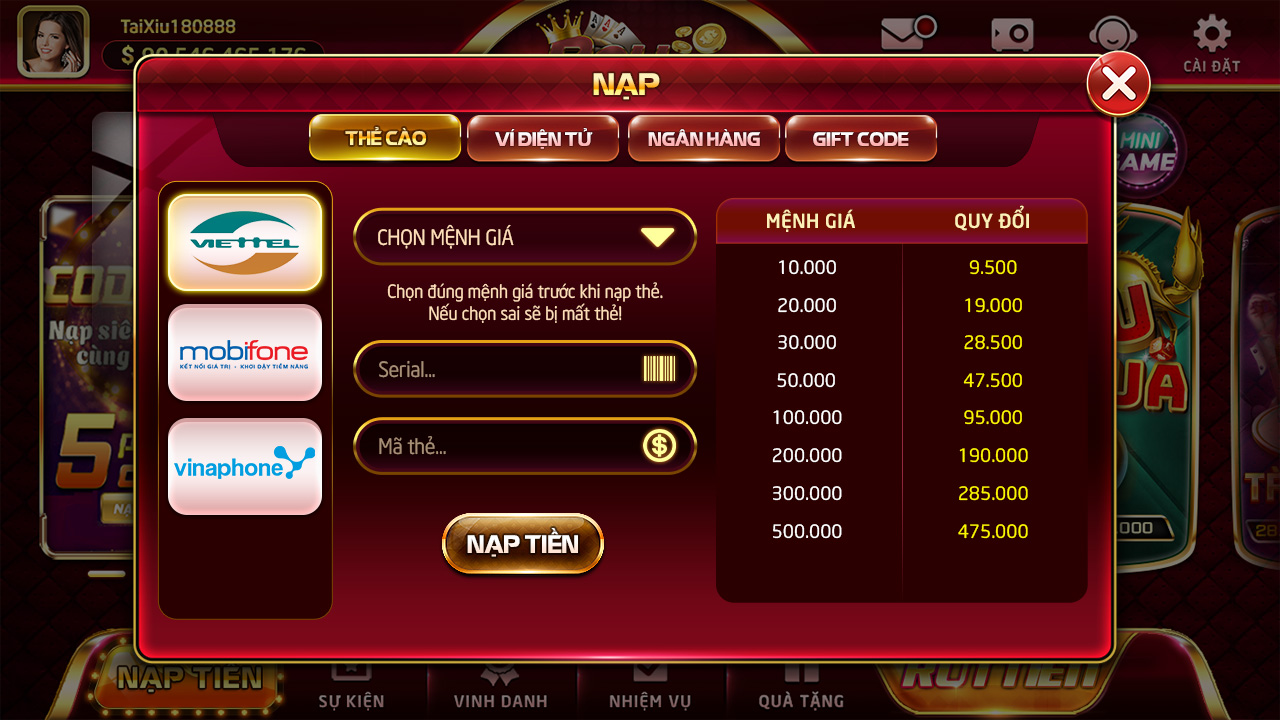 TaiXiu180888
CÀI ĐẶT
NẠP
THẺ CÀO
VÍ ĐIỆN TỬ
NGÂN HÀNG
GIFT CODE
MINI
GAME
VIETTEL
mobifone
KẾT NỐI GIÁ TRỊ • KHƠI DẬY TIỀM NĂNG
vinaphone
CHỌN MỆNH GIÁ
Chọn đúng mệnh giá trước khi nạp thẻ.
Nếu chọn sai sẽ bị mất thẻ!
Serial...
Mã thẻ...
NẠP TIỀN
MỆNH GIÁ QUY ĐỔI
10.000 9.500
20.000 19.000
30.000 28.500
50.000 47.500
100.000 95.000
200.000 190.000
300.000 285.000
500.000 475.000
Nạp siê
cùng
5
NẠP TIỀN
SỰ KIỆN
VINH DANH
NHIỆM VỤ
QUÀ TẶNG
RÚT TIỀN